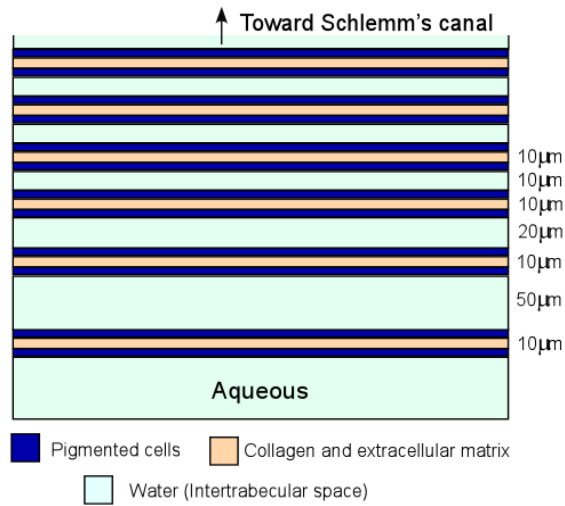 Toward Schlemm's canal
10µm
10µm
10µm
20µm
10µm
50µm
10µm
Aqueous
Pigmented cells
Collagen and extracellular matrix
Water (Intertrabecular space)